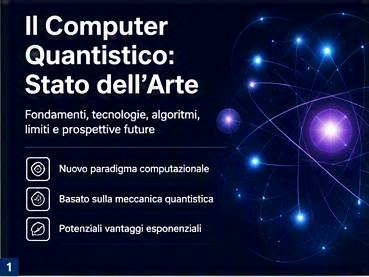 Il Computer
Quantistico:
Stato dell'Arte
Fondamenti, tecnologie, algoritmi,
limiti e prospettive future
Nuovo paradigma computazionale
Basato sulla meccanica quantistica
Potenziali vantaggi esponenziali
1